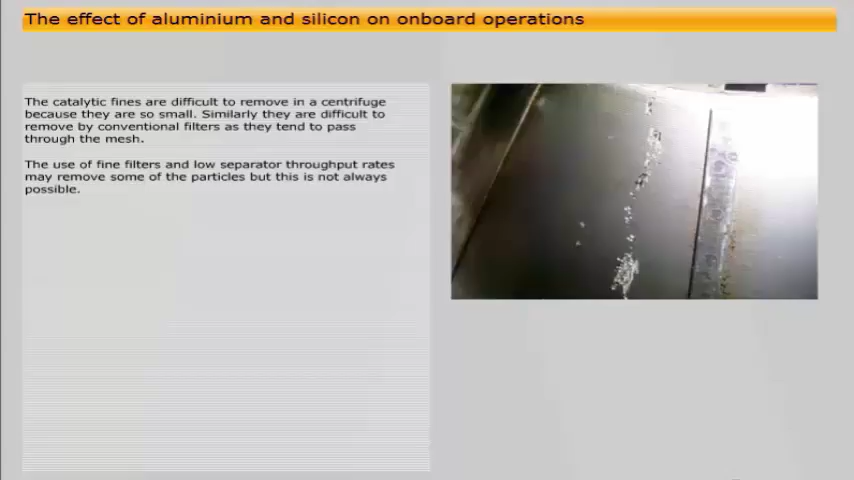 The effect of aluminium and silicon on onboard operations
The catalytic fines are difficult to remove in a centrifuge
because they are so small. Similarly they are difficult to
remove by conventional filters as they tend to pass
through the mesh.
The use of fine filters and low separator throughput rates
may remove some of the particles but this is not always
possible.